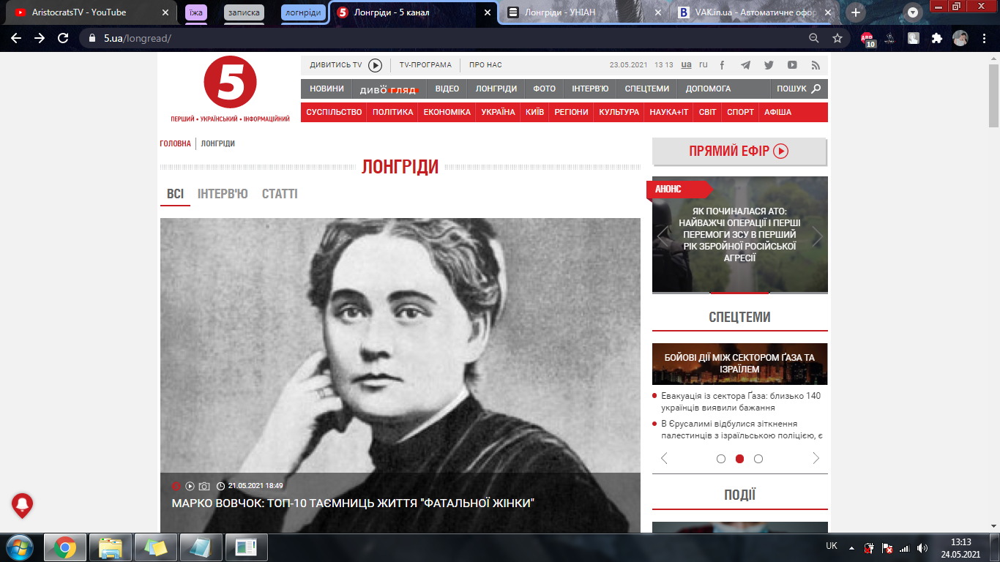 AristocratsTV - YouTube
їжа
записка
логнріди
Лонгріди - 5 канал
Лонгріди - УНІАН
VAK.in.ua - Автоматичне офор
5.ua/longread/
ABP
10
5
ПЕРШИЙ • УКРАЇНСЬКИЙ • ІНФОРМАЦІЙНИЙ
ДИВИТИСЬ TV
TV-ПРОГРАМА
ПРО НАС
23.05.2021 13 13 ua ru
НОВИНИ
ДИВОГЛЯД
ВІДЕО
ЛОНГРІДИ
ФОТО
ІНТЕРВ'Ю
СПЕЦТЕМИ
ДОПОМОГА
ПОШУК
СУСПІЛЬСТВО
ПОЛІТИКА
ЕКОНОМІКА
УКРАЇНА
КИЇВ
РЕГІОНИ
КУЛЬТУРА
НАУКА+IT
СВІТ
СПОРТ
АФІША
ГОЛОВНА
ЛОНГРІДИ
ЛОНГРІДИ
ВСІ
ІНТЕРВ'Ю
СТАТТІ
21.05.2021 18:49
МАРКО ВОВЧОК: ТОП-10 ТАЄМНИЦЬ ЖИТТЯ "ФАТАЛЬНОЇ ЖІНКИ"
ПРЯМИЙ ЕФІР
АНОНС
ЯК ПОЧИНАЛАСЯ АТО:
НАЙВАЖЧІ ОПЕРАЦІЇ І ПЕРШІ
ПЕРЕМОГИ ЗСУ В ПЕРШИЙ
РІК ЗБРОЙНОЇ РОСІЙСЬКОЇ
АГРЕСІЇ
СПЕЦТЕМИ
БОЙОВІ ДІЇ МІЖ СЕКТОРОМ ҐАЗА ТА
ІЗРАЇЛЕМ
Евакуація із сектора Ґаза: близько 140
українців виявили бажання
В Єрусалимі відбулися зіткнення
палестинців з ізраїльською поліцією, є
ПОДІЇ
UK
13:13
24.05.2021